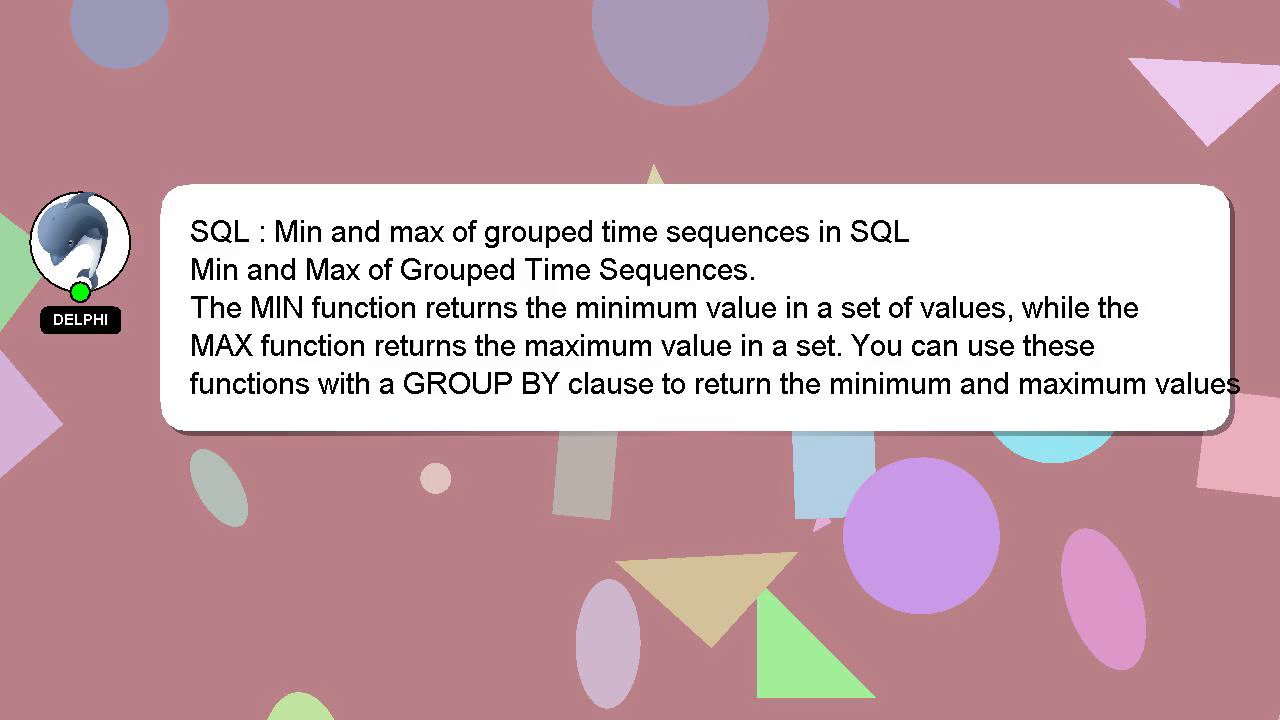 SQL : Min and max of grouped time sequences in SQL
Min and Max of Grouped Time Sequences.
The MIN function returns the minimum value in a set of values, while the
MAX function returns the maximum value in a set. You can use these
functions with a GROUP BY clause to return the minimum and maximum values
DELPHI